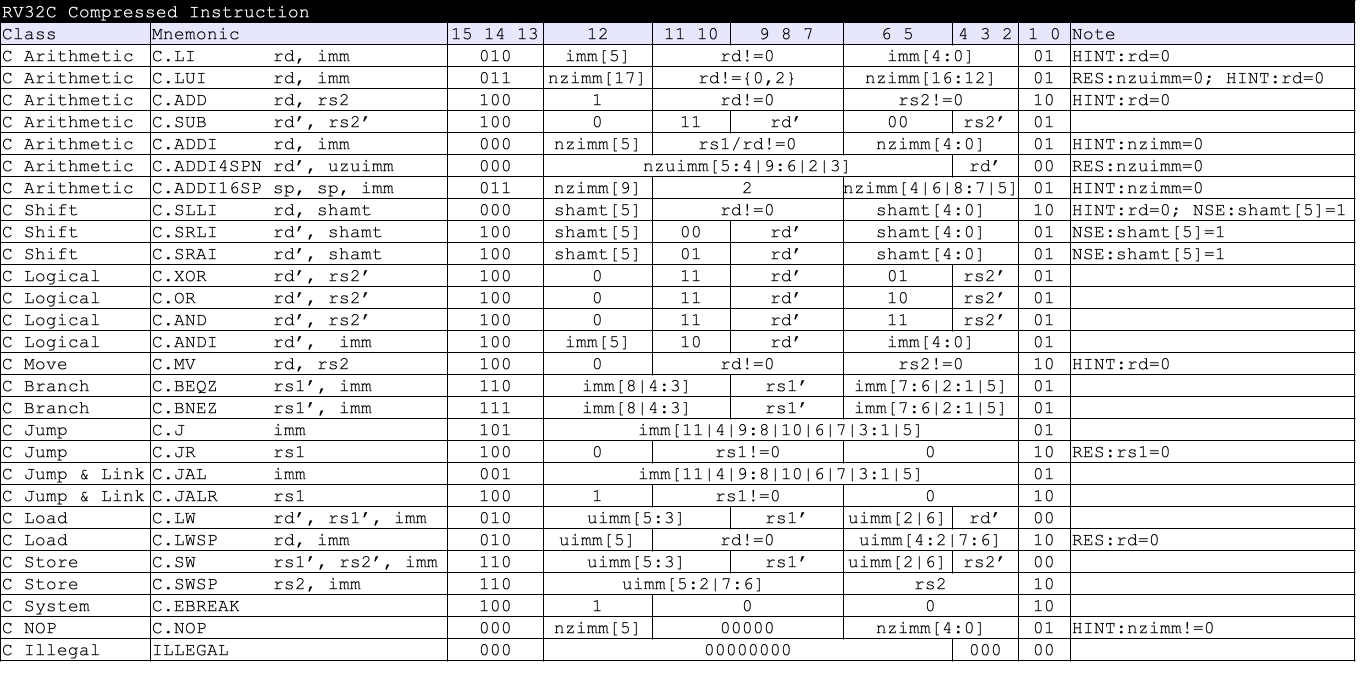 RV32C Compressed Instruction
Class Mnemonic 15 14 13 12 11 10 9 8 7 6 5 4 3 2 1 0 Note
C Arithmetic C.LI rd, imm 010 imm[5] rd!=0 imm[4:0] 01 HINT:rd=0
C Arithmetic C.LUI rd, imm 011 nzimm[17] rd!={0,2} nzimm[16:12] 01 RES:nzuimm=0; HINT:rd=0
C Arithmetic C.ADD rd, rs2 100 1 rd!=0 rs2!=0 10 HINT:rd=0
C Arithmetic C.SUB rd′, rs2′ 100 0 11 rd′ 00 rs2′ 01
C Arithmetic C.ADDI rd, imm 000 nzimm[5] rs1/rd!=0 nzimm[4:0] 01 HINT:nzimm=0
C Arithmetic C.ADDI4SPN rd′, uzuimm 000 nzuimm[5:4|9:6|2|3] rd′ 00 RES:nzuimm=0
C Arithmetic C.ADDI16SP sp, sp, imm 011 nzimm[9] 2 nzimm[4|6|8:7|5] 01 HINT:nzimm=0
C Shift C.SLLI rd, shamt 000 shamt[5] rd!=0 shamt[4:0] 10 HINT:rd=0; NSE:shamt[5]=1
C Shift C.SRLI rd′, shamt 100 shamt[5] 00 rd′ shamt[4:0] 01 NSE:shamt[5]=1
C Shift C.SRAI rd′, shamt 100 shamt[5] 01 rd′ shamt[4:0] 01 NSE:shamt[5]=1
C Logical C.XOR rd′, rs2′ 100 0 11 rd′ 01 rs2′ 01
C Logical C.OR rd′, rs2′ 100 0 11 rd′ 10 rs2′ 01
C Logical C.AND rd′, rs2′ 100 0 11 rd′ 11 rs2′ 01
C Logical C.ANDI rd′, imm 100 imm[5] 10 rd′ imm[4:0] 01
C Move C.MV rd, rs2 100 0 rd!=0 rs2!=0 10 HINT:rd=0
C Branch C.BEQZ rs1′, imm 110 imm[8|4:3] rs1′ imm[7:6|2:1|5] 01
C Branch C.BNEZ rs1′, imm 111 imm[8|4:3] rs1′ imm[7:6|2:1|5] 01
C Jump C.J imm 101 imm[11|4|9:8|10|6|7|3:1|5] 01
C Jump C.JR rs1 100 0 rs1!=0 0 10 RES:rs1=0
C Jump & Link C.JAL imm 001 imm[11|4|9:8|10|6|7|3:1|5] 01
C Jump & Link C.JALR rs1 100 1 rs1!=0 0 10
C Load C.LW rd′, rs1′, imm 010 uimm[5:3] rs1′ uimm[2|6] rd′ 00
C Load C.LWSP rd, imm 010 uimm[5] rd!=0 uimm[4:2|7:6] 10 RES:rd=0
C Store C.SW rs1′, rs2′, imm 110 uimm[5:3] rs1′ uimm[2|6] rs2′ 00
C Store C.SWSP rs2, imm 110 uimm[5:2|7:6] rs2 10
C System C.EBREAK 100 1 0 0 10
C NOP C.NOP 000 nzimm[5] 00000 nzimm[4:0] 01 HINT:nzimm!=0
C Illegal ILLEGAL 000 00000000 000 00